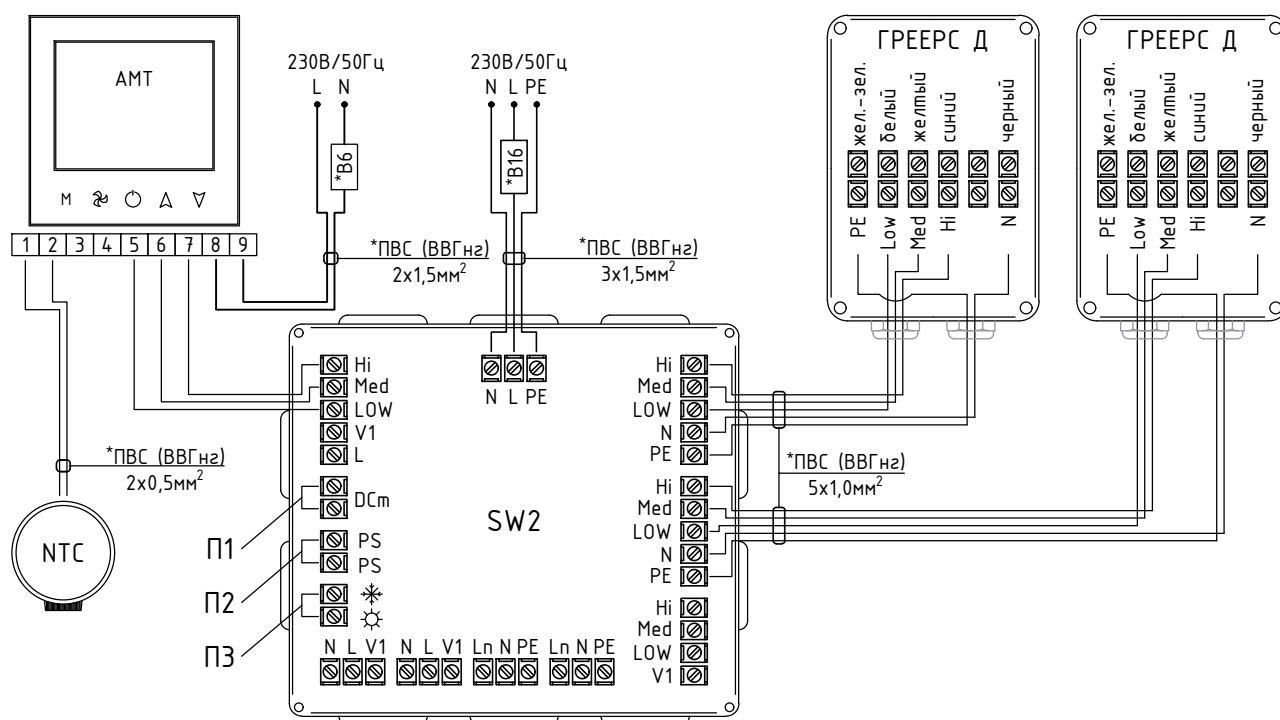 АМТ
M
1 2 3 4 5 6 7 8 9
230В/50Гц
L N
*В6
*ПВС (ВВГнг)
2х1,5мм²
230В/50Гц
N L PE
*В16
*ПВС (ВВГнг)
3х1,5мм²
ГРЕЕРС Д
жел.-зел.
белый
желтый
синий
черный
PE
Low
Med
Hi
N
ГРЕЕРС Д
жел.-зел.
белый
желтый
синий
черный
PE
Low
Med
Hi
N
*ПВС (ВВГнг)
2х0,5мм²
NTC
N L PE
Hi
Med
LOW
V1
L
DCm
PS
PS
П1
П2
П3
SW2
Hi
Med
LOW
N
PE
Hi
Med
LOW
N
PE
Hi
Med
LOW
V1
*ПВС (ВВГнг)
5х1,0мм²
N L V1 N L V1 Ln N PE Ln N PE